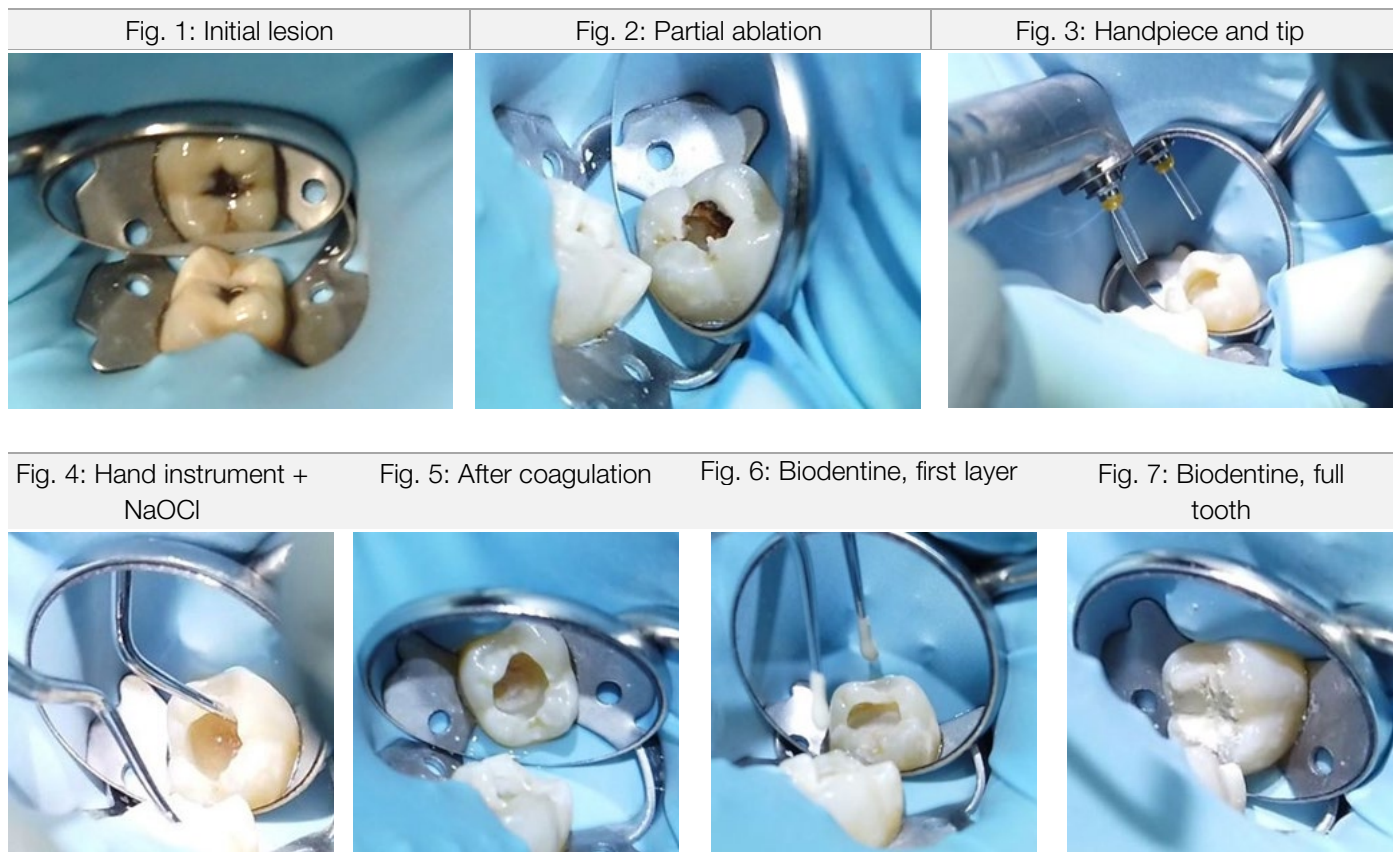 Fig. 1: Initial lesion
Fig. 2: Partial ablation
Fig. 3: Handpiece and tip
Fig. 4: Hand instrument +
NaOCl
Fig. 5: After coagulation
Fig. 6: Biodentine, first layer
Fig. 7: Biodentine, full
tooth